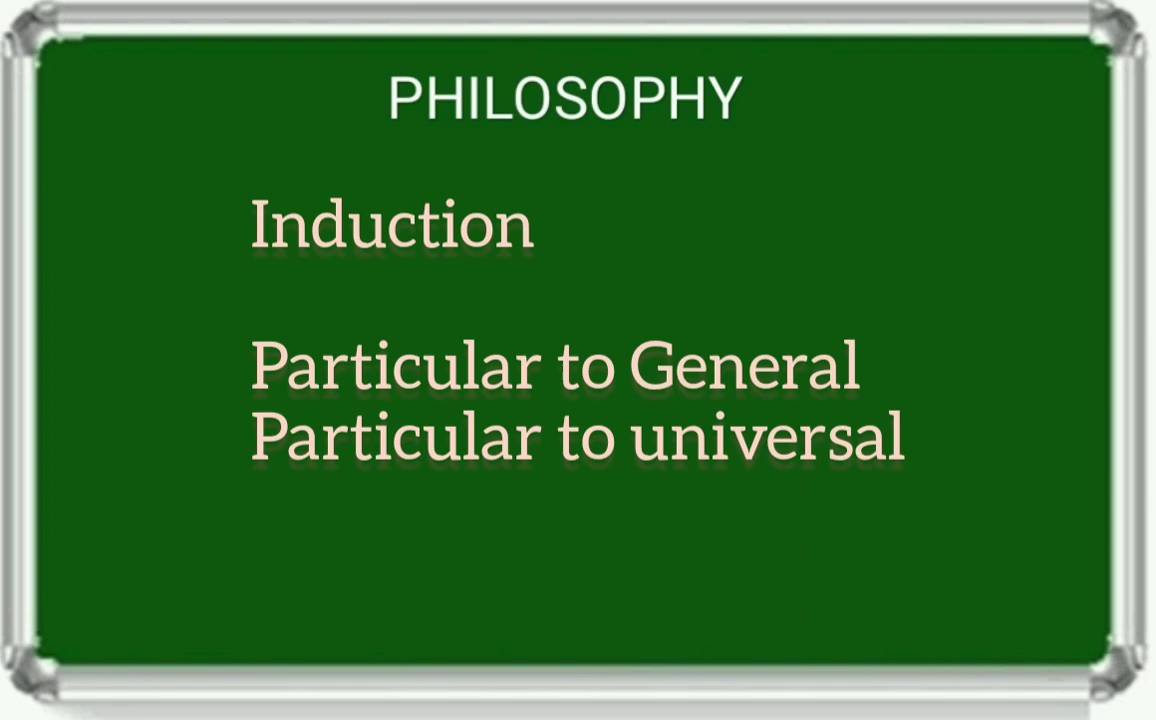 PHILOSOPHY
Induction
Particular to General
Particular to universal